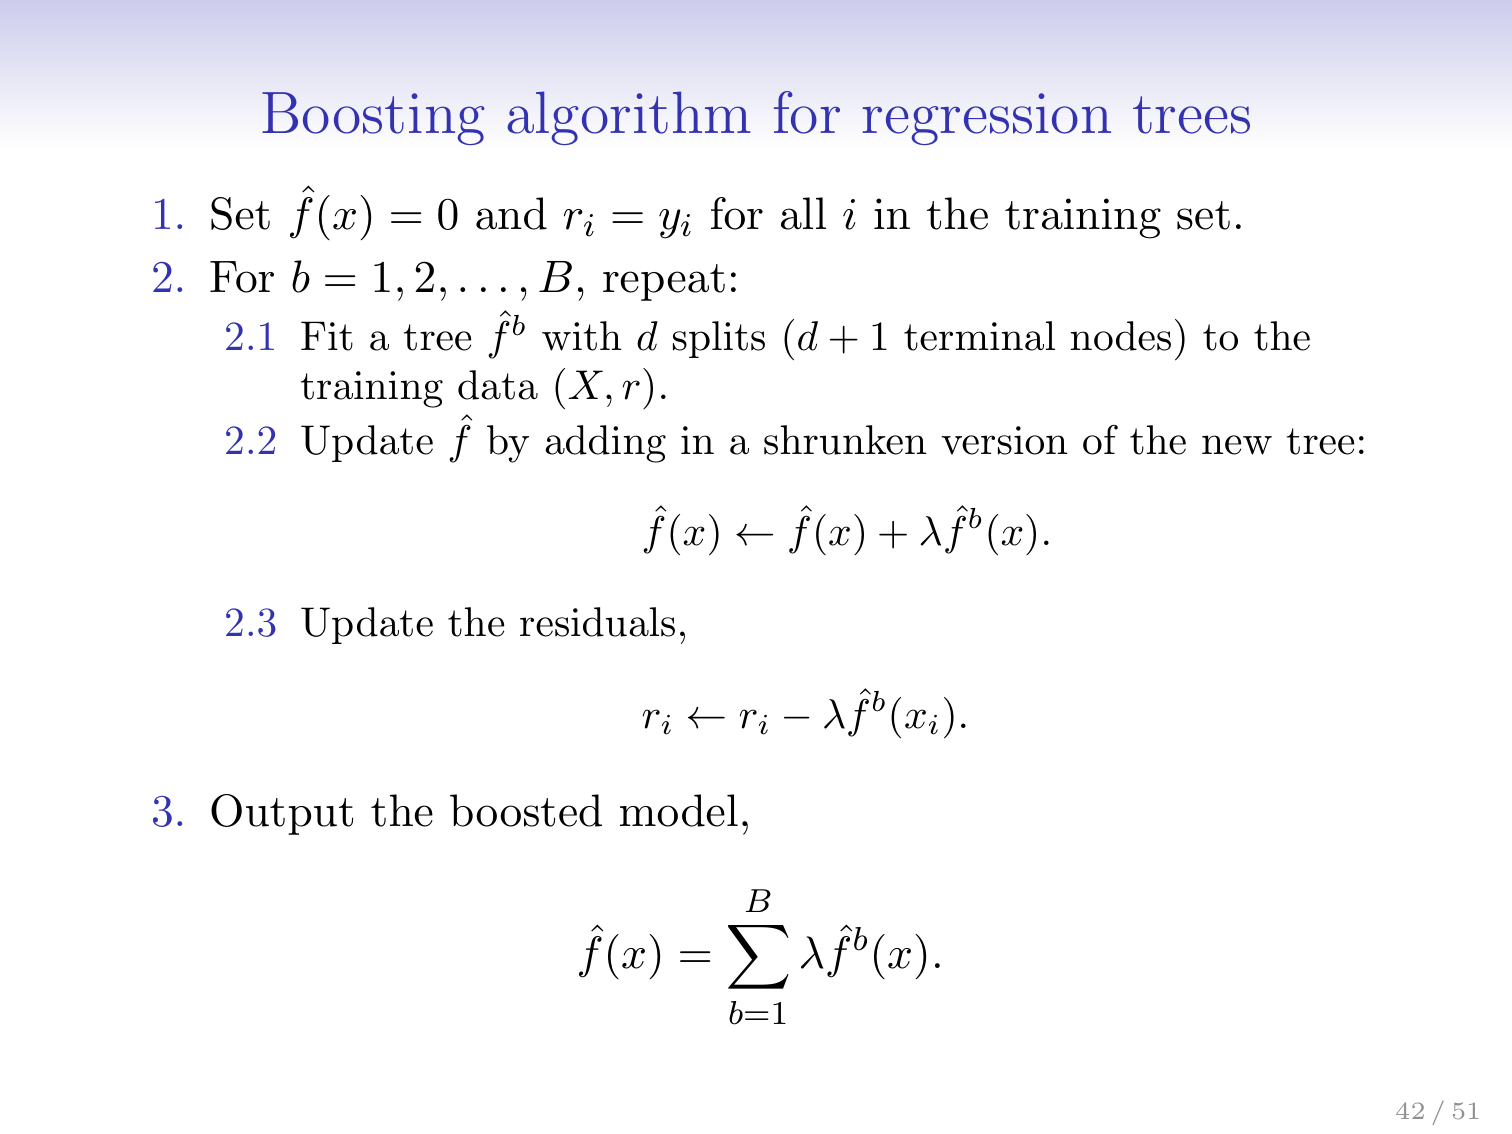 Boosting algorithm for regression trees
1. Set f̂(x) = 0 and rᵢ = yᵢ for all i in the training set.
2. For b = 1, 2, . . . , B, repeat:
2.1 Fit a tree f̂ᵇ with d splits (d + 1 terminal nodes) to the
training data (X, r).
2.2 Update f̂ by adding in a shrunken version of the new tree:
f̂(x) ← f̂(x) + λf̂ᵇ(x).
2.3 Update the residuals,
rᵢ ← rᵢ − λf̂ᵇ(xᵢ).
3. Output the boosted model,
B
f̂(x) = ∑ λf̂ᵇ(x).
b=1
42 / 51